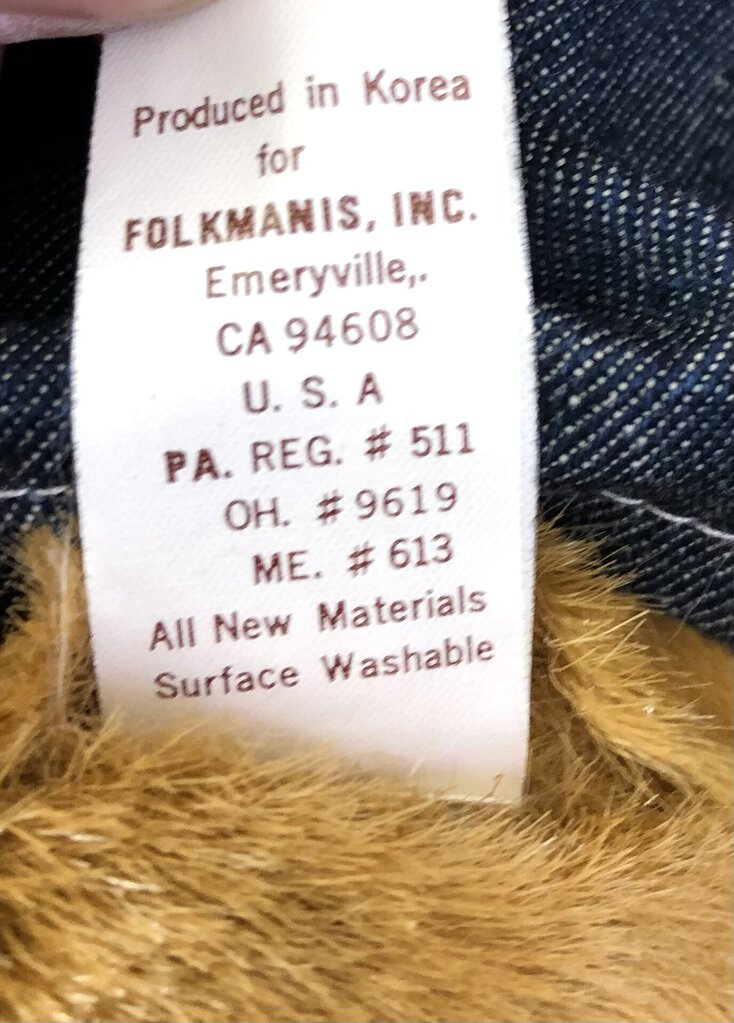 Produced in Korea
for
FOLKMANIS, INC.
Emeryville,.
CA 94608
U. S. A
PA. REG. # 511
OH. # 9619
ME. # 613
All New Materials
Surface Washable